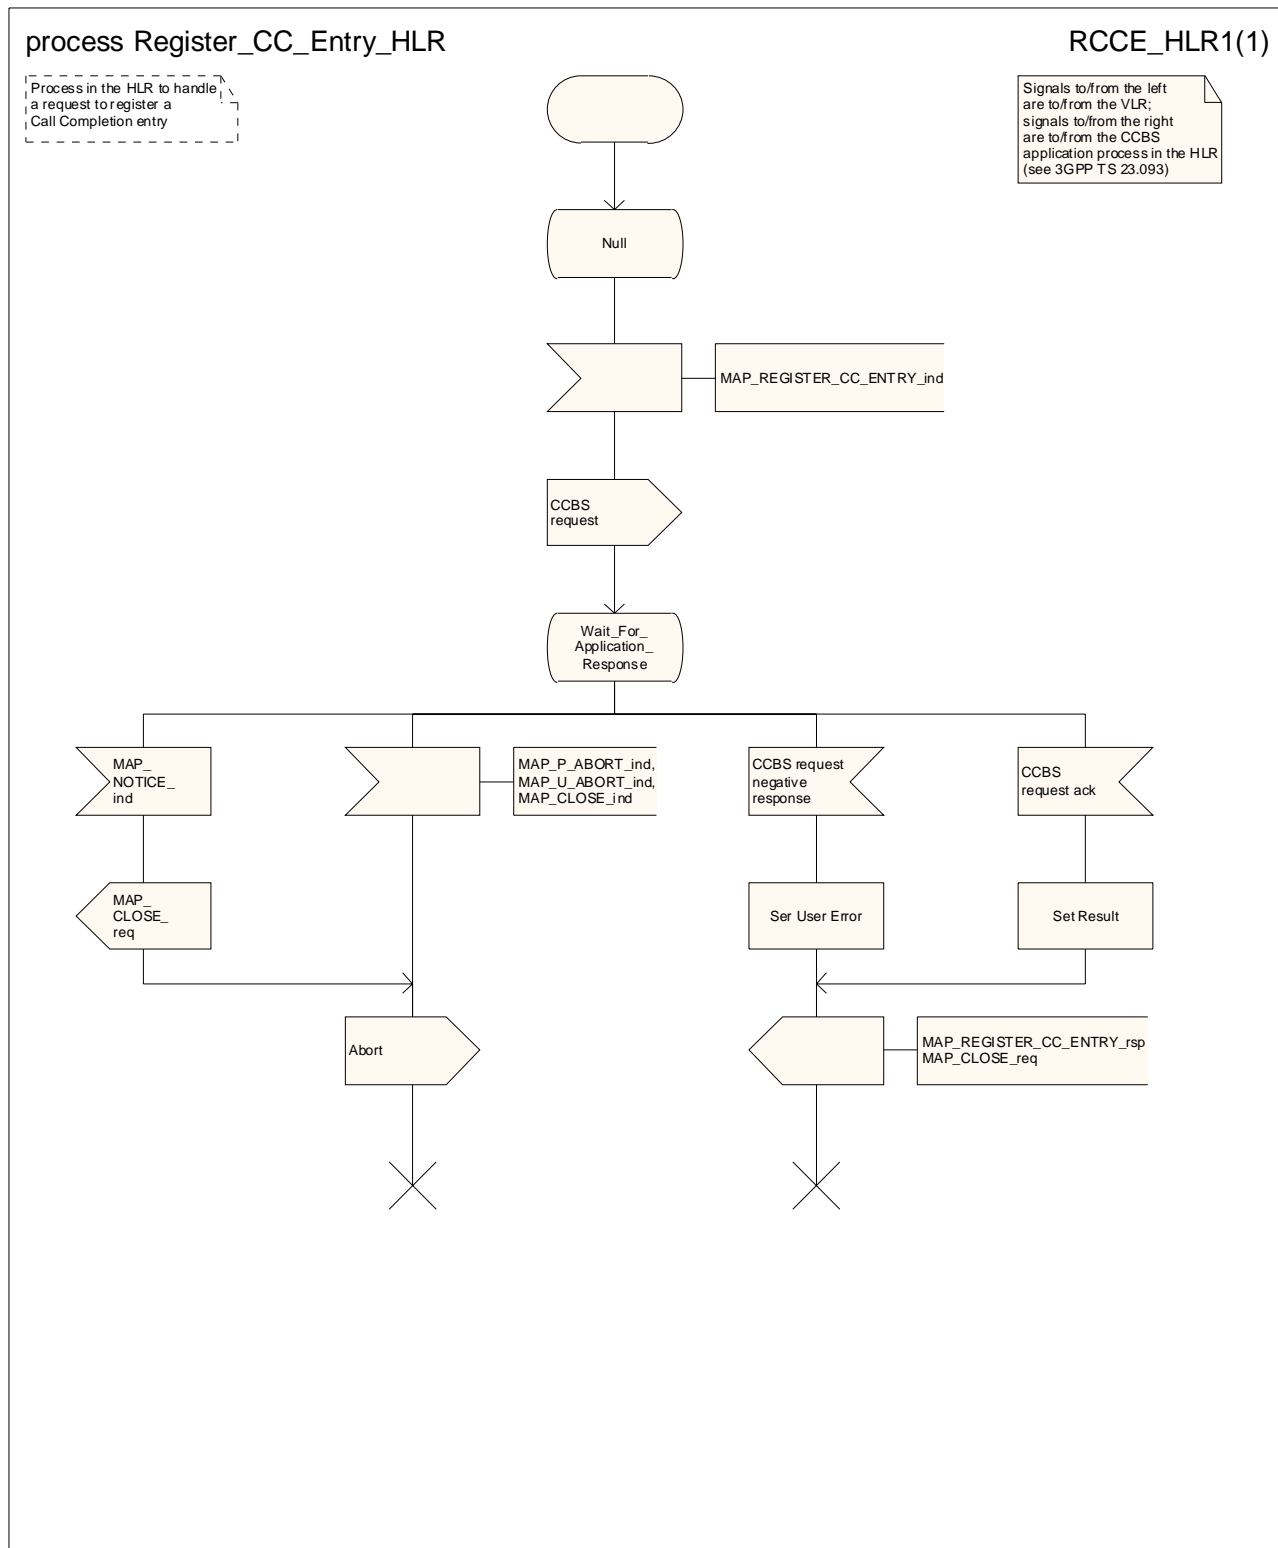 process Register_CC_Entry_HLR
RCCE_HLR1(1)
Process in the HLR to handle
a request to register a
Call Completion entry
Signals to/from the left
are to/from the VLR;
signals to/from the right
are to/from the CCBS
application process in the HLR
(see 3GPP TS 23.093)
Null
MAP_REGISTER_CC_ENTRY_ind
CCBS
request
Wait_For_
Application_
Response
MAP_
NOTICE_
ind
MAP_P_ABORT_ind,
MAP_U_ABORT_ind,
MAP_CLOSE_ind
CCBS request
negative
response
CCBS
request ack
MAP_
CLOSE_
req
Ser User Error
Set Result
Abort
MAP_REGISTER_CC_ENTRY_rsp
MAP_CLOSE_req